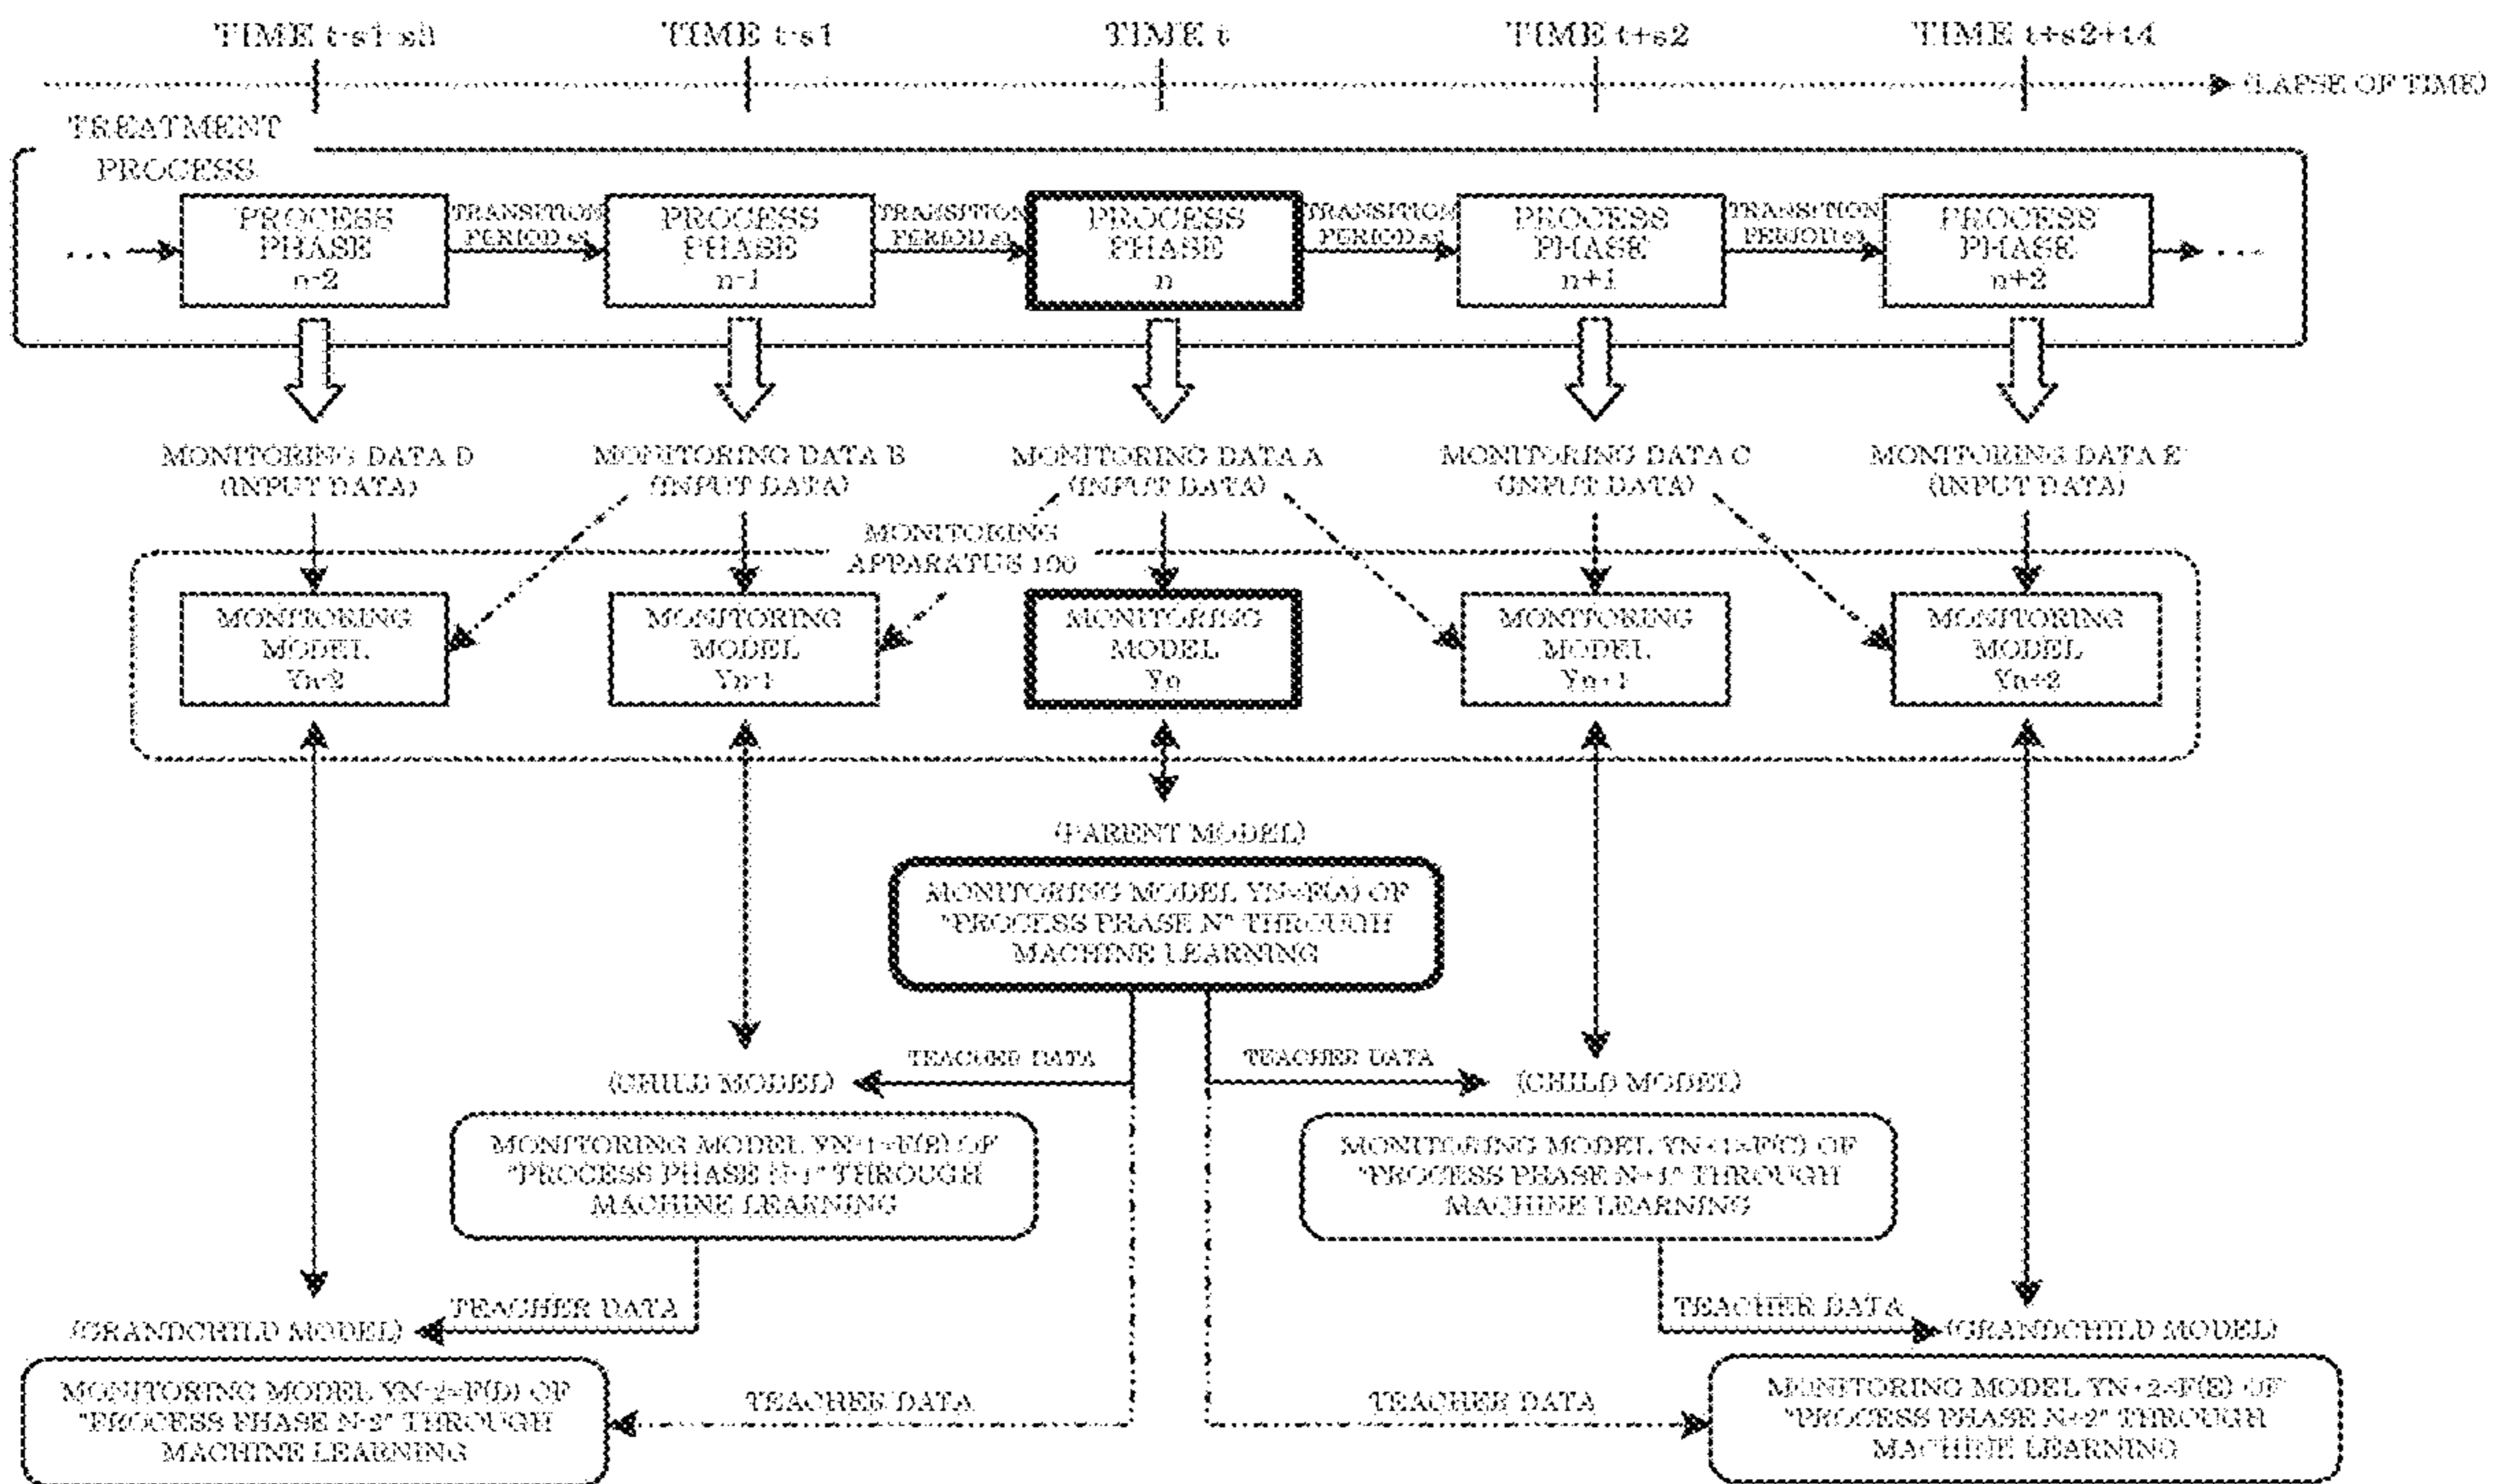 TIME t-s1-s3
TIME t-s1
TIME t
TIME t+s2
TIME t+s2+t4
(LAPSE OF TIME)
TREATMENT
PROCESS
PROCESS
PHASE
n-2
TRANSITION
PERIOD
PROCESS
PHASE
n-1
TRANSITION
PERIOD
PROCESS
PHASE
n
TRANSITION
PERIOD
PROCESS
PHASE
n+1
TRANSITION
PERIOD
PROCESS
PHASE
n+2
MONITORING DATA D
(INPUT DATA)
MONITORING DATA B
(INPUT DATA)
MONITORING DATA A
(INPUT DATA)
MONITORING DATA C
(INPUT DATA)
MONITORING DATA E
(INPUT DATA)
MONITORING
APPARATUS 100
MONITORING
MODEL
Yn-2
MONITORING
MODEL
Yn-1
MONITORING
MODEL
Yn
MONITORING
MODEL
Yn+1
MONITORING
MODEL
Yn+2
(PARENT MODEL)
MONITORING MODEL YN=F(A) OF
"PROCESS PHASE N" THROUGH
MACHINE LEARNING
TEACHER DATA
TEACHER DATA
(CHILD MODEL)
(CHILD MODEL)
MONITORING MODEL YN-1=F(B) OF
"PROCESS PHASE N-1" THROUGH
MACHINE LEARNING
MONITORING MODEL YN+1=F(C) OF
"PROCESS PHASE N+1" THROUGH
MACHINE LEARNING
TEACHER DATA
TEACHER DATA
(GRANDCHILD MODEL)
(GRANDCHILD MODEL)
MONITORING MODEL YN-2=F(D) OF
"PROCESS PHASE N-2" THROUGH
MACHINE LEARNING
TEACHER DATA
TEACHER DATA
MONITORING MODEL YN+2=F(E) OF
"PROCESS PHASE N+2" THROUGH
MACHINE LEARNING